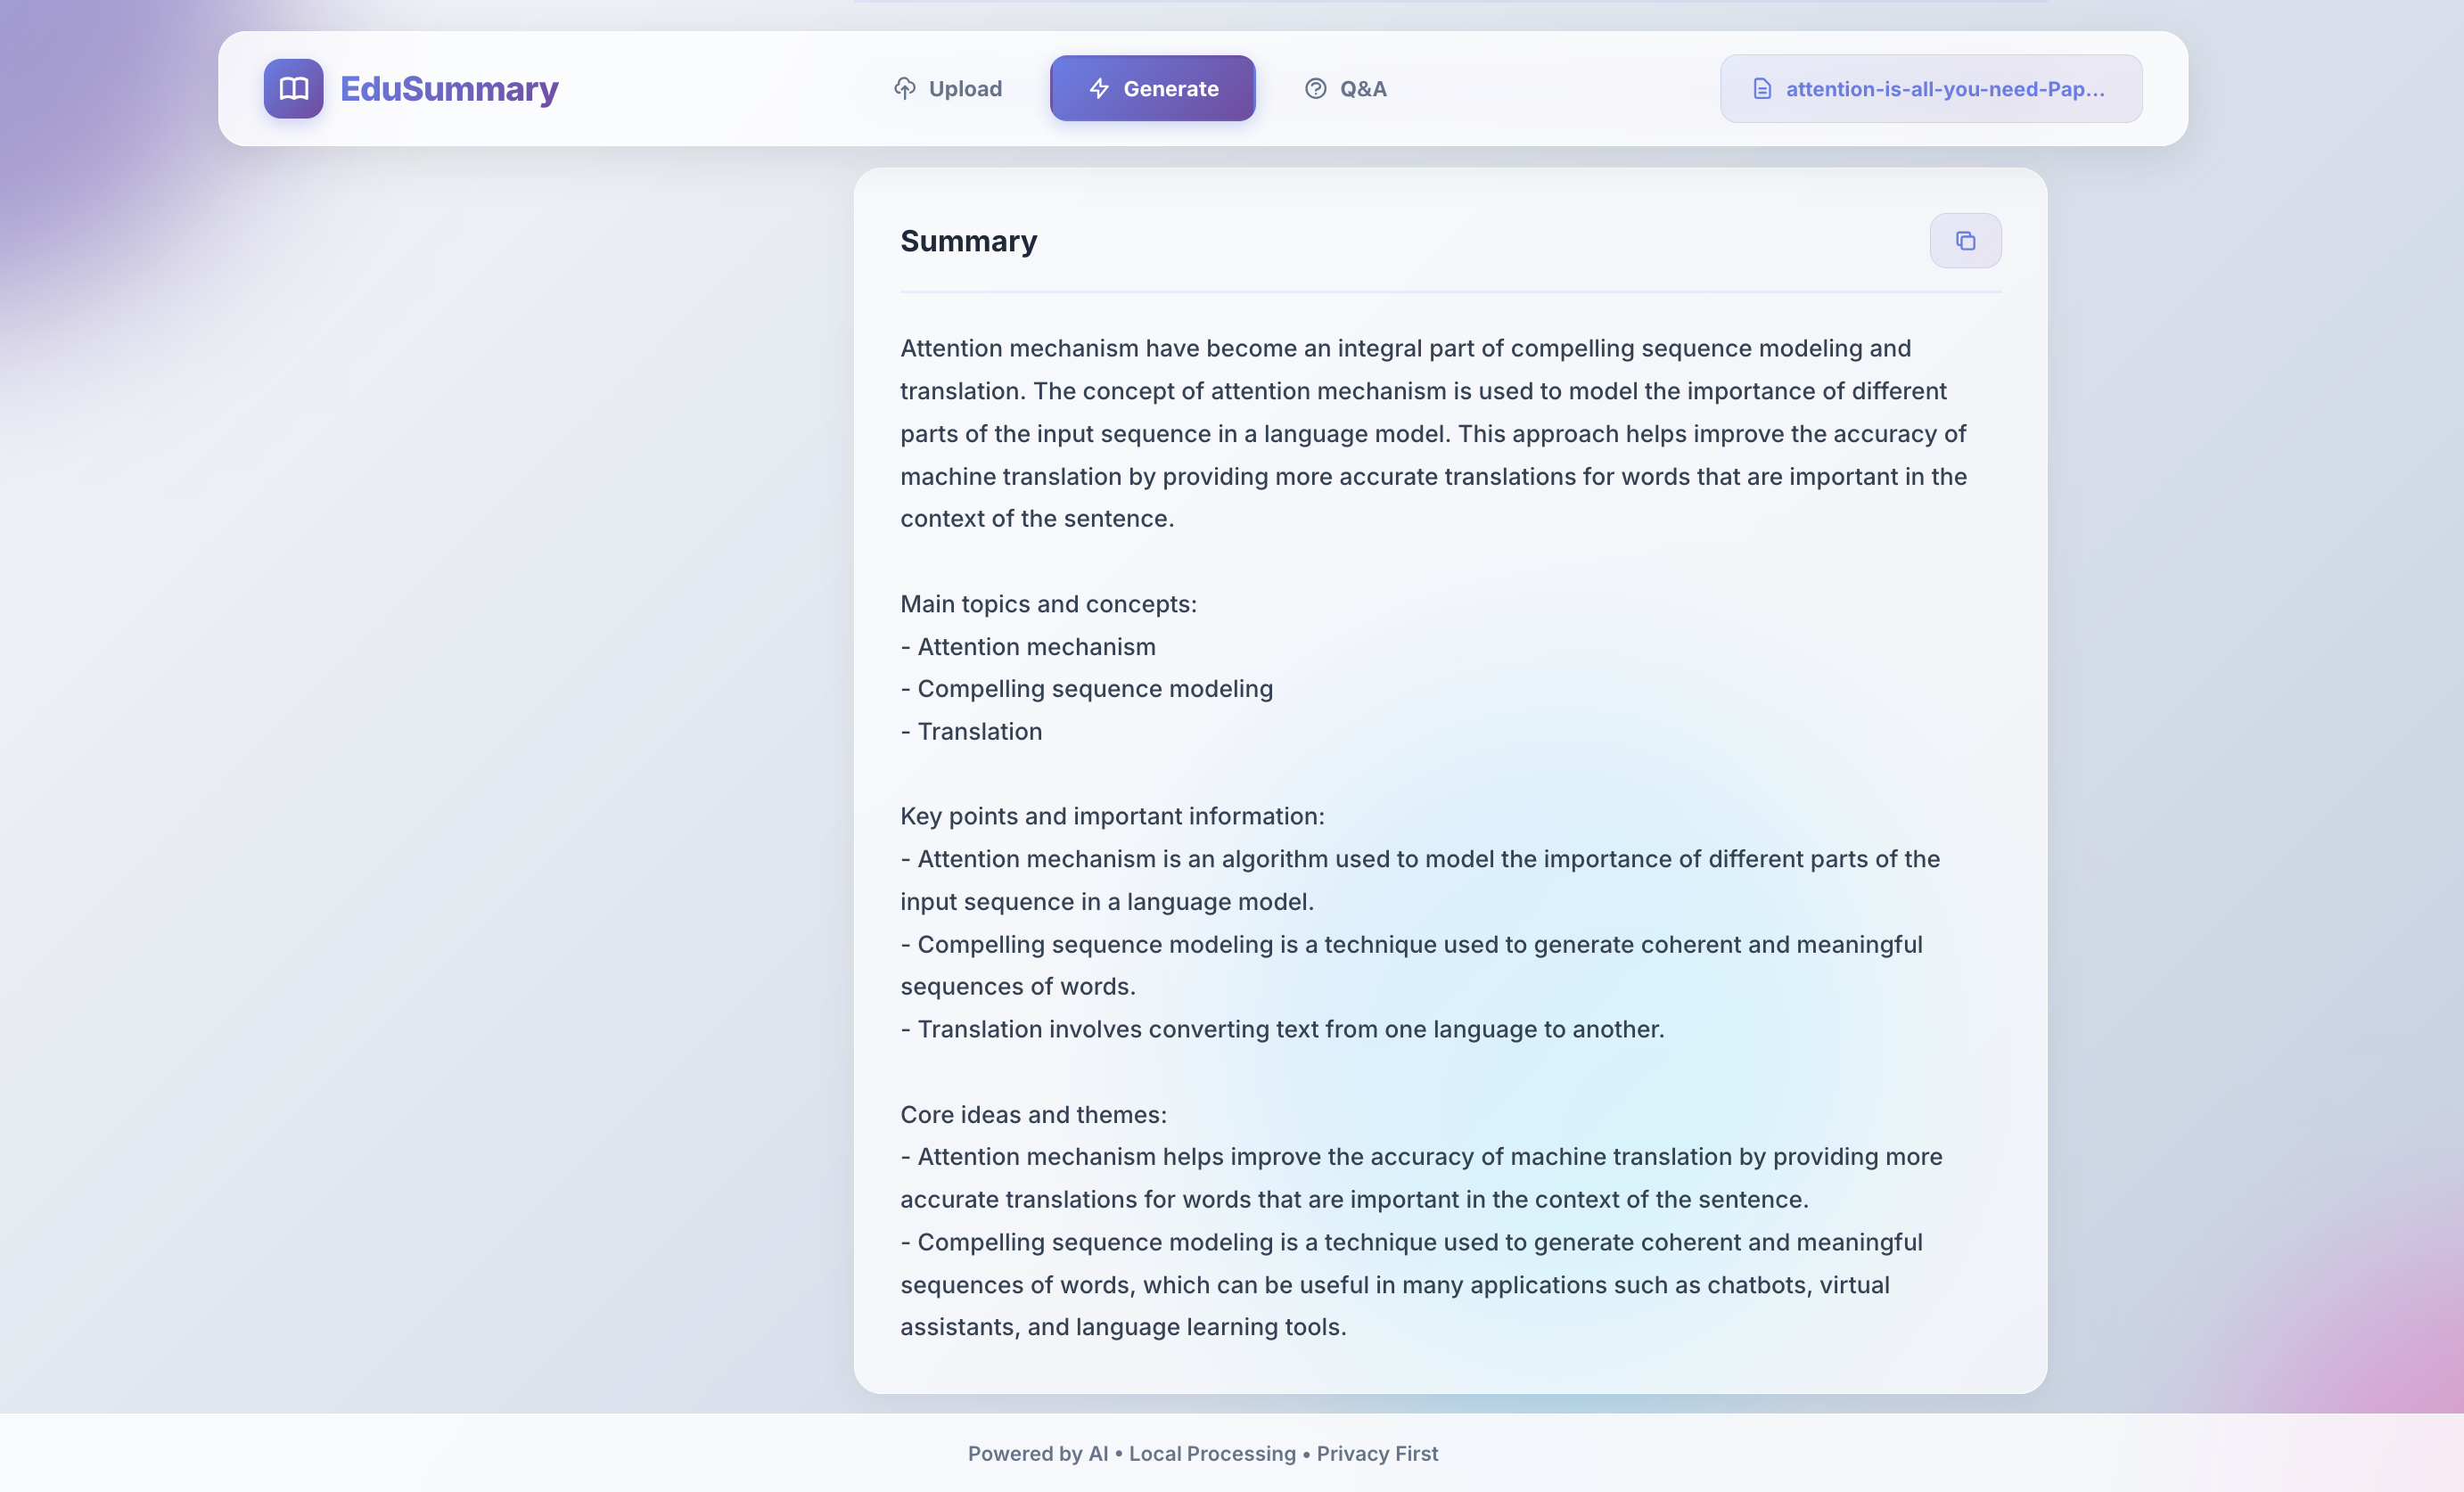 EduSummary
Upload
Generate
Q&A
attention-is-all-you-need-Pap...
Summary
Attention mechanism have become an integral part of compelling sequence modeling and
translation. The concept of attention mechanism is used to model the importance of different
parts of the input sequence in a language model. This approach helps improve the accuracy of
machine translation by providing more accurate translations for words that are important in the
context of the sentence.
Main topics and concepts:
- Attention mechanism
- Compelling sequence modeling
- Translation
Key points and important information:
- Attention mechanism is an algorithm used to model the importance of different parts of the
input sequence in a language model.
- Compelling sequence modeling is a technique used to generate coherent and meaningful
sequences of words.
- Translation involves converting text from one language to another.
Core ideas and themes:
- Attention mechanism helps improve the accuracy of machine translation by providing more
accurate translations for words that are important in the context of the sentence.
- Compelling sequence modeling is a technique used to generate coherent and meaningful
sequences of words, which can be useful in many applications such as chatbots, virtual
assistants, and language learning tools.
Powered by AI • Local Processing • Privacy First